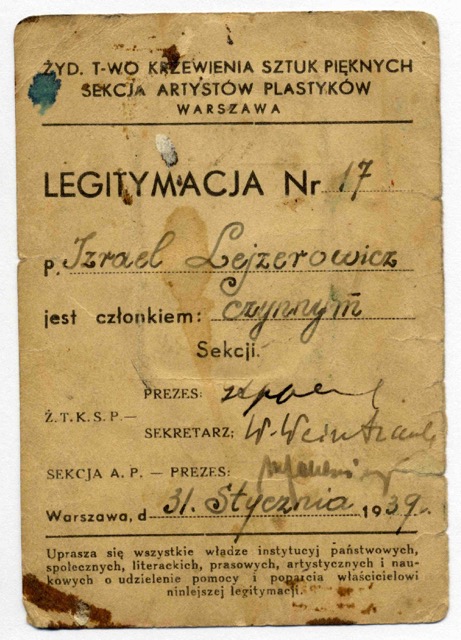 ŻYD. T-WO KRZEWIENIA SZTUK PIĘKNYCH
SEKCJA ARTYSTÓW PLASTYKÓW
WARSZAWA
LEGITYMACJA Nr 17
p. Izrael Lejzerowicz
jest członkiem: czynnym
Sekcji.
PREZES:
Ż.T.K.S.P.—
SEKRETARZ: W. Weintraub
SEKCJA A. P. — PREZES:
Warszawa, d 31. Stycznia 1939r.
Uprasza się wszystkie władze instytucyj państwowych,
społecznych, literackich, prasowych, artystycznych i nau-
kowych o udzielenie pomocy i poparcia właścicielowi
niniejszej legitymacji.